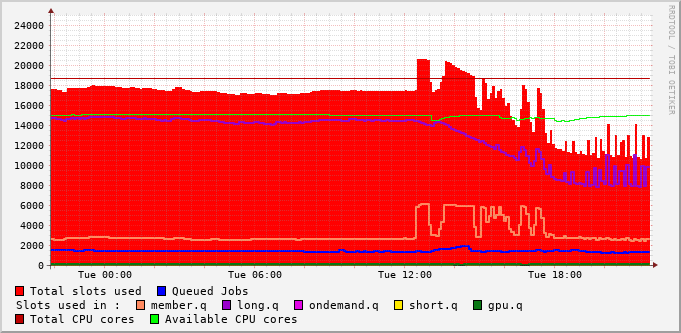 RRDTOOL / TOBI OETIKER
24000
22000
20000
18000
16000
14000
12000
10000
8000
6000
4000
2000
0
Tue 00:00 Tue 06:00 Tue 12:00 Tue 18:00
Total slots used Queued Jobs
Slots used in : member.q long.q ondemand.q short.q gpu.q
Total CPU cores Available CPU cores